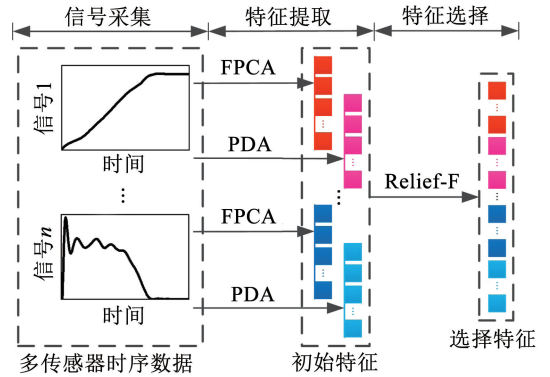 信号采集
特征提取
特征选择
信号1
时间
FPCA
PDA
...
信号n
时间
FPCA
PDA
...
Relief-F
多传感器时序数据
初始特征
选择特征